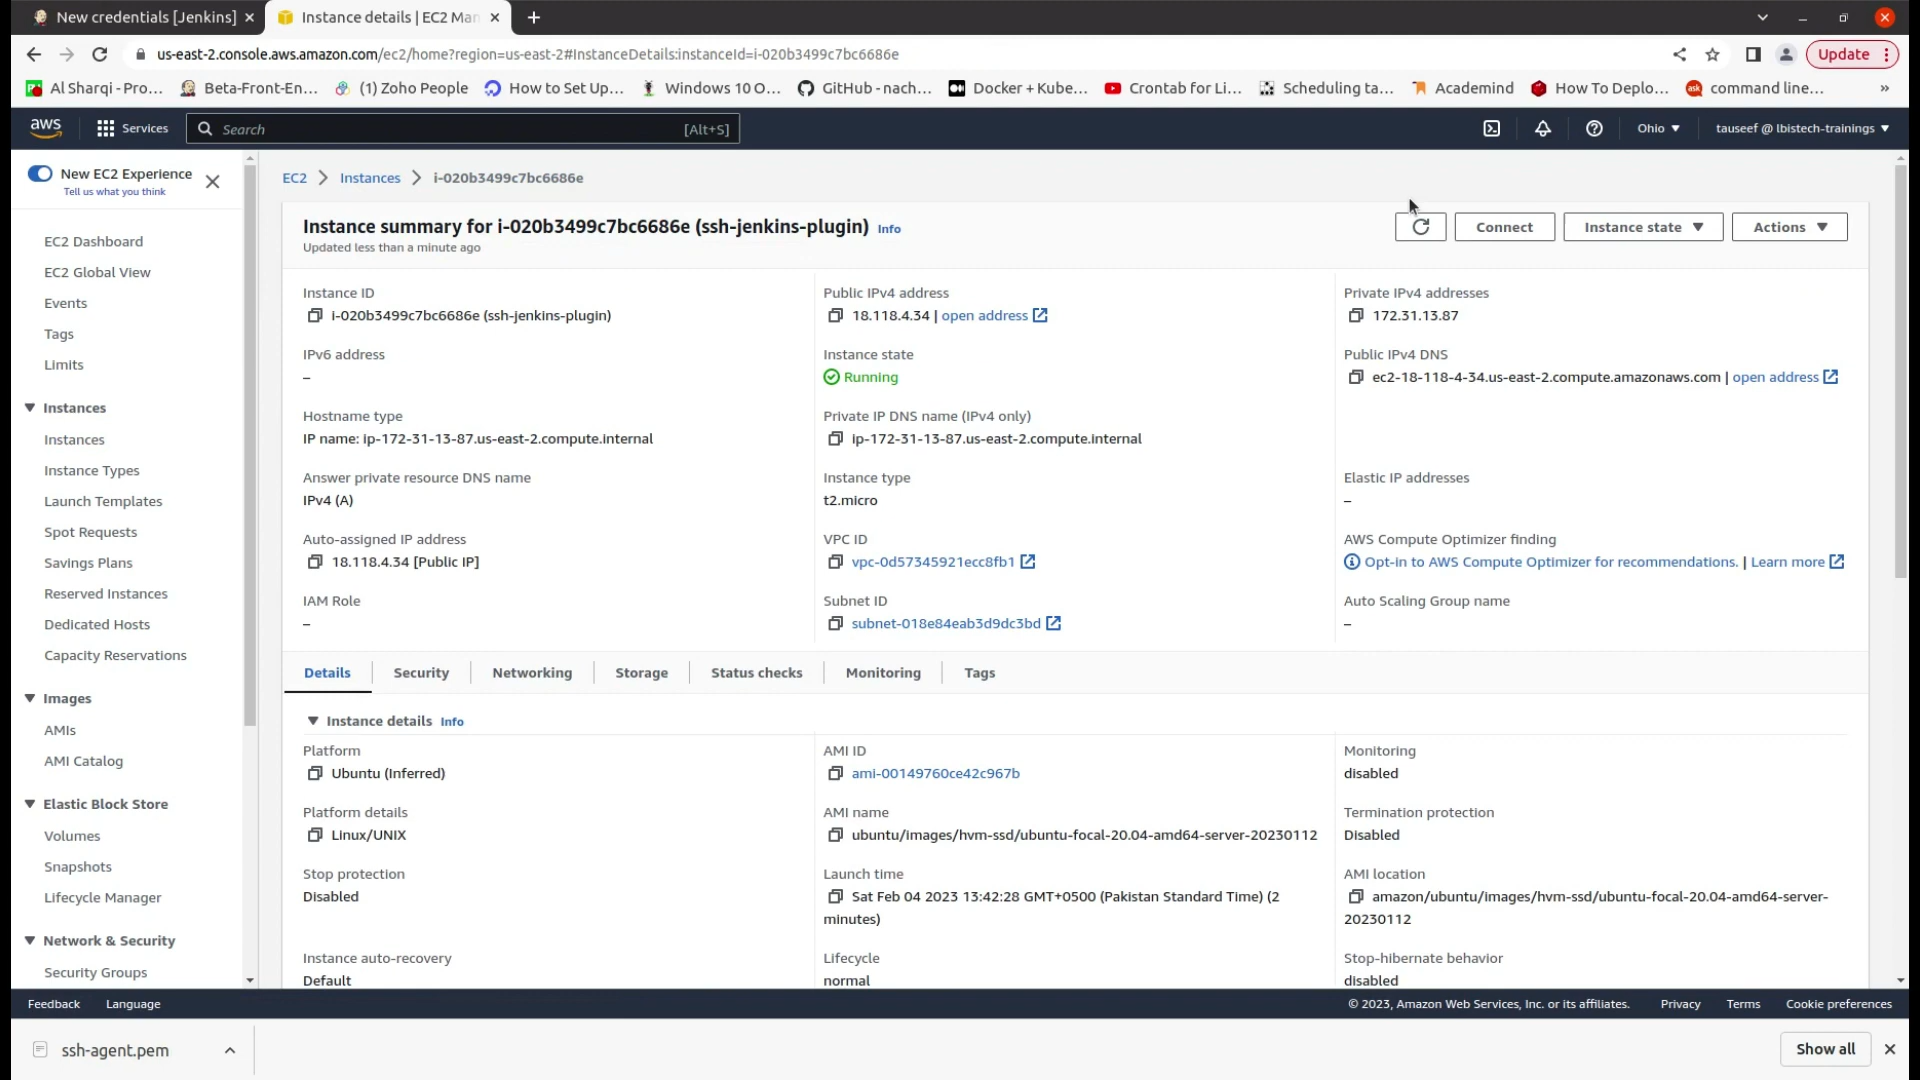 New credentials [Jenkins]
Instance details | EC2 Man
us-east-2.console.aws.amazon.com/ec2/home?region=us-east-2#InstanceDetails:instanceId=i-020b3499c7bc6686e
Update
Al Sharqi - Pro...
Beta-Front-En...
(1) Zoho People
How to Set Up...
Windows 10 O...
GitHub - nach...
Docker + Kube...
Crontab for Li...
Scheduling ta...
Academind
How To Deplo...
command line...
»
aws
Services
Search
[Alt+S]
Ohio
tauseef @ lbistech-trainings
New EC2 Experience
Tell us what you think
EC2 Dashboard
EC2 Global View
Events
Tags
Limits
Instances
Instances
Instance Types
Launch Templates
Spot Requests
Savings Plans
Reserved Instances
Dedicated Hosts
Capacity Reservations
Images
AMIs
AMI Catalog
Elastic Block Store
Volumes
Snapshots
Lifecycle Manager
Network & Security
Security Groups
EC2 > Instances > i-020b3499c7bc6686e
Instance summary for i-020b3499c7bc6686e (ssh-jenkins-plugin) Info
Updated less than a minute ago
Connect
Instance state
Actions
Instance ID
i-020b3499c7bc6686e (ssh-jenkins-plugin)
Public IPv4 address
18.118.4.34 | open address
Private IPv4 addresses
172.31.13.87
IPv6 address
–
Instance state
Running
Public IPv4 DNS
ec2-18-118-4-34.us-east-2.compute.amazonaws.com | open address
Hostname type
IP name: ip-172-31-13-87.us-east-2.compute.internal
Private IP DNS name (IPv4 only)
ip-172-31-13-87.us-east-2.compute.internal
Answer private resource DNS name
IPv4 (A)
Instance type
t2.micro
Elastic IP addresses
–
Auto-assigned IP address
18.118.4.34 [Public IP]
VPC ID
vpc-0d57345921ecc8fb1
AWS Compute Optimizer finding
Opt-in to AWS Compute Optimizer for recommendations. | Learn more
IAM Role
–
Subnet ID
subnet-018e84eab3d9dc3bd
Auto Scaling Group name
–
Details
Security
Networking
Storage
Status checks
Monitoring
Tags
Instance details Info
Platform
Ubuntu (Inferred)
AMI ID
ami-00149760ce42c967b
Monitoring
disabled
Platform details
Linux/UNIX
AMI name
ubuntu/images/hvm-ssd/ubuntu-focal-20.04-amd64-server-20230112
Termination protection
Disabled
Stop protection
Disabled
Launch time
Sat Feb 04 2023 13:42:28 GMT+0500 (Pakistan Standard Time) (2
minutes)
AMI location
amazon/ubuntu/images/hvm-ssd/ubuntu-focal-20.04-amd64-server-
20230112
Instance auto-recovery
Default
Lifecycle
normal
Stop-hibernate behavior
disabled
Feedback
Language
© 2023, Amazon Web Services, Inc. or its affiliates.
Privacy
Terms
Cookie preferences
ssh-agent.pem
Show all